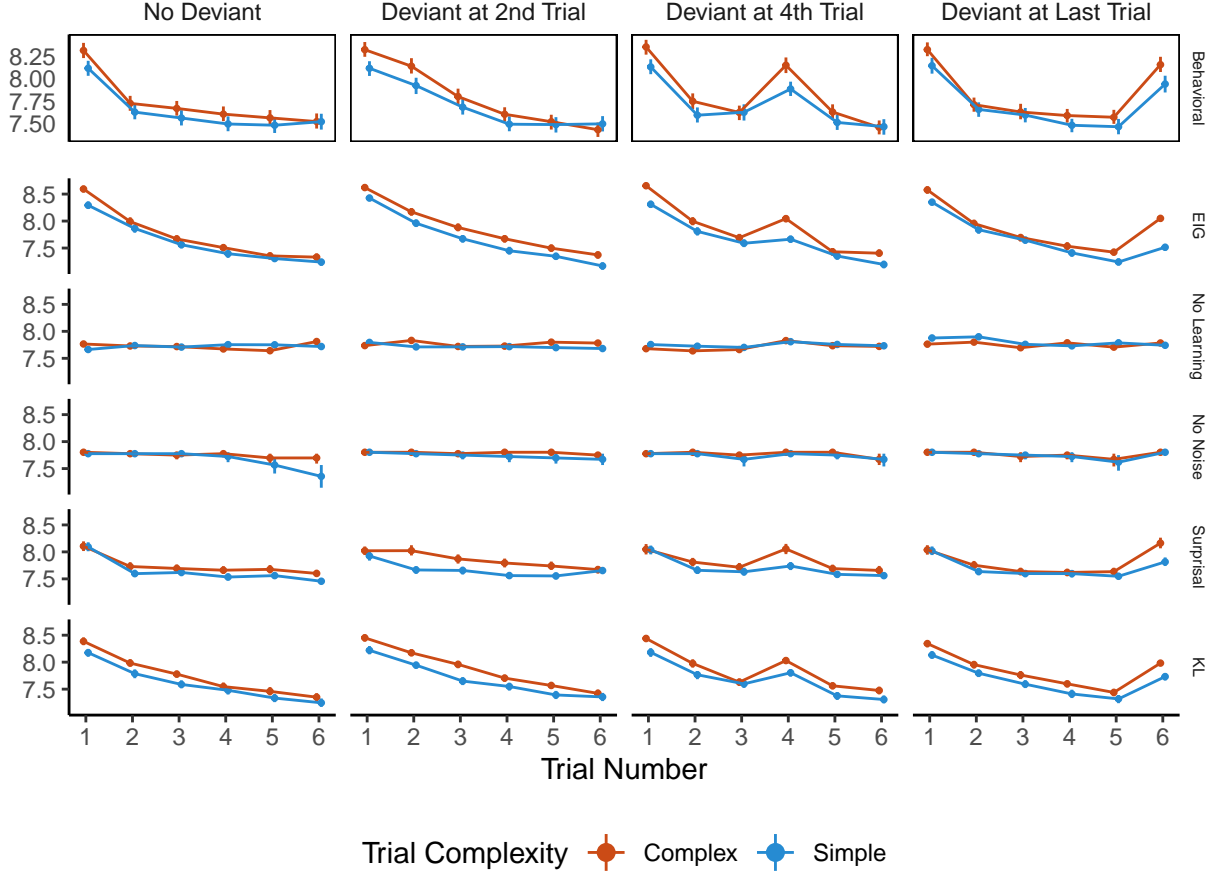 No Deviant Deviant at 2nd Trial Deviant at 4th Trial Deviant at Last Trial
8.25
8.00
7.75
7.50
Behavioral
8.5
8.0
7.5
EIG
8.5
8.0
7.5
No Learning
8.5
8.0
7.5
No Noise
8.5
8.0
7.5
Surprisal
8.5
8.0
7.5
KL
1 2 3 4 5 6 1 2 3 4 5 6 1 2 3 4 5 6 1 2 3 4 5 6
Trial Number
Trial Complexity Complex Simple